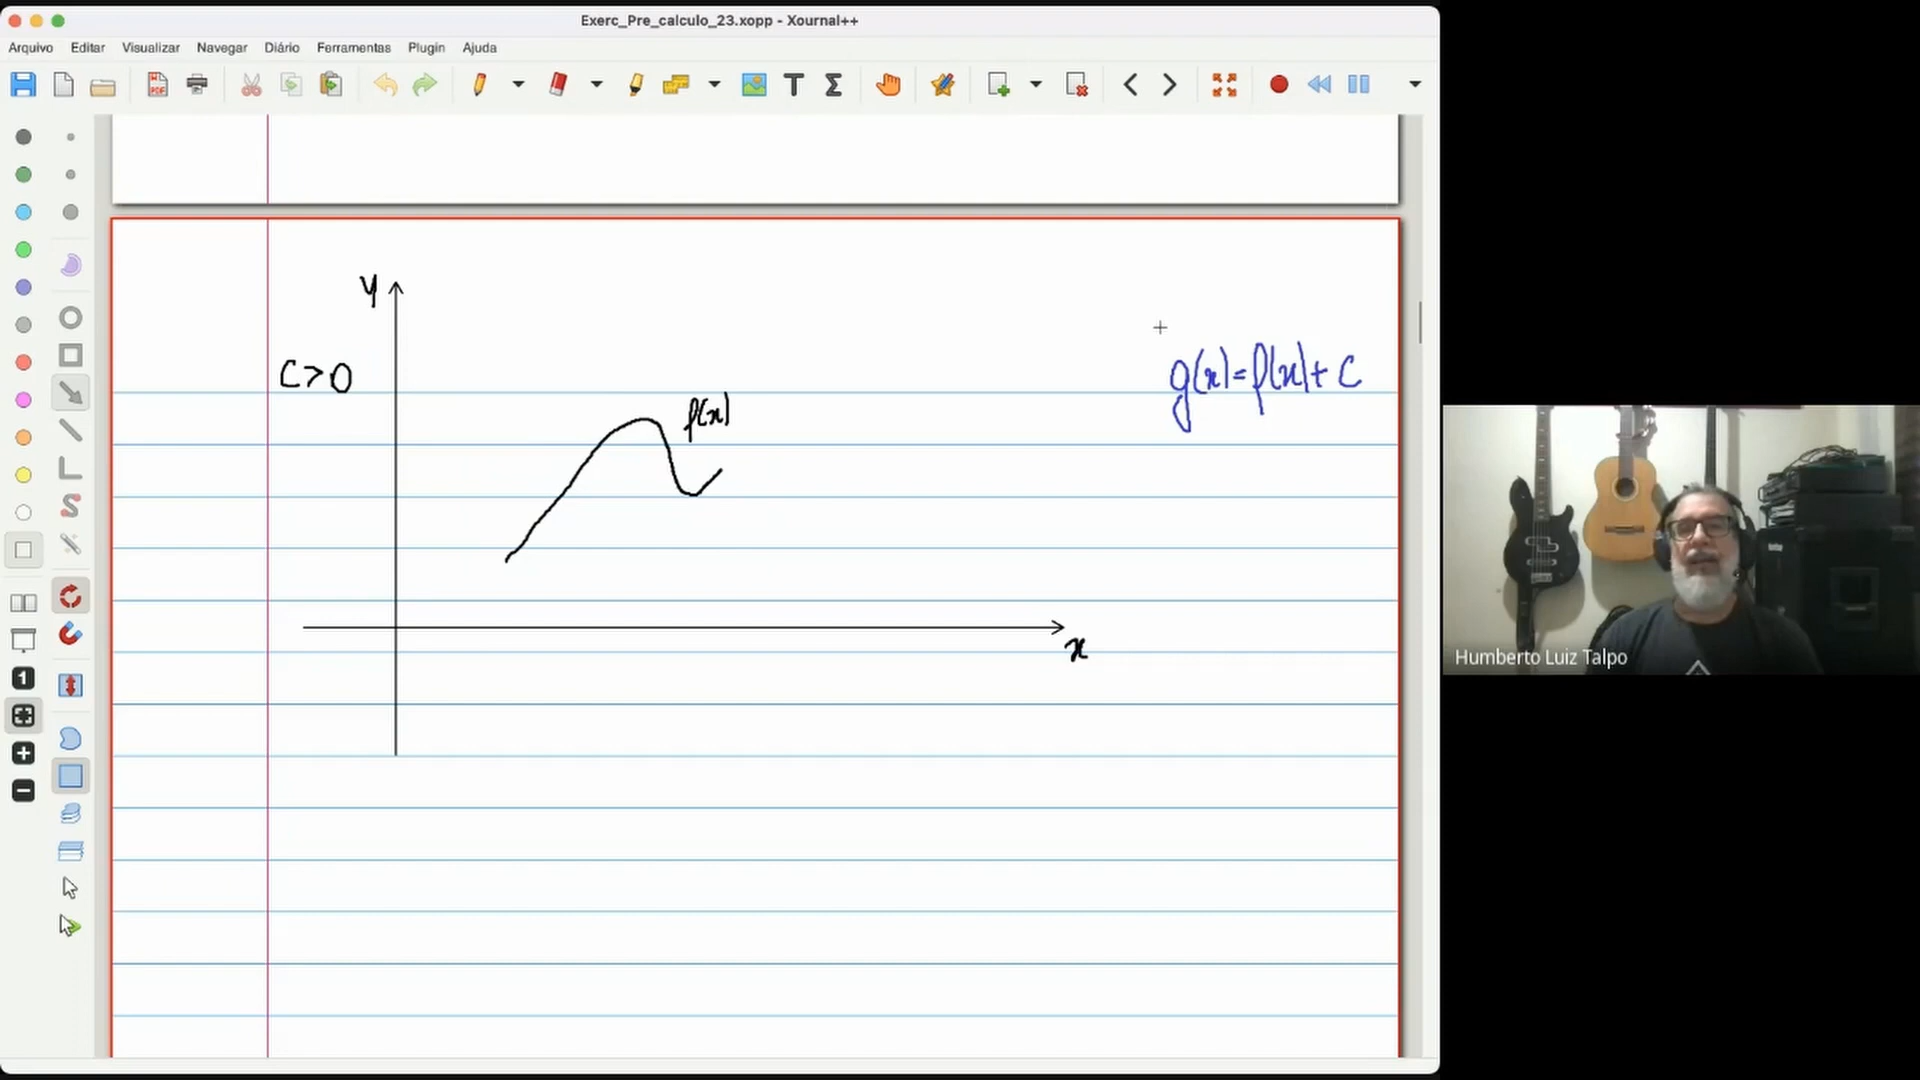 Exerc_Pre_calculo_23.xopp - Xournal++
Arquivo Editar Visualizar Navegar Diário Ferramentas Plugin Ajuda
y
C>0
f(x)
g(x)=f(x)+C
x
Humberto Luiz Talpo